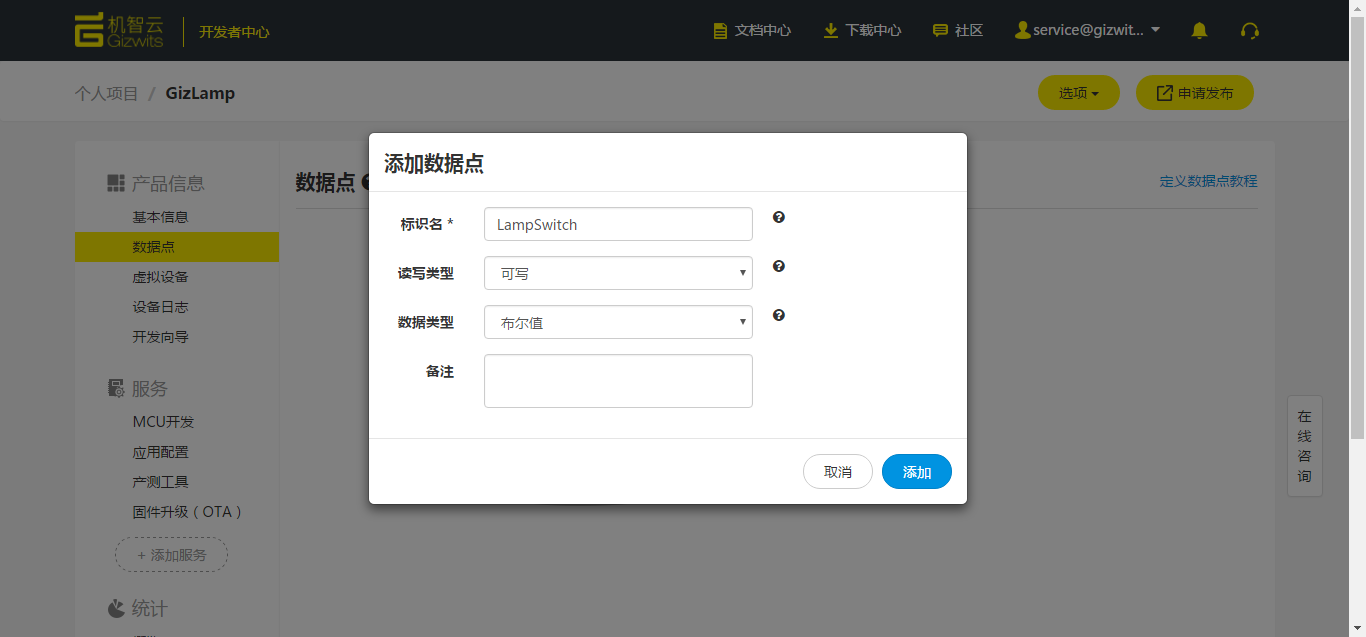 机智云
Gizwits
开发者中心
文档中心
下载中心
社区
service@gizwit...
个人项目 / GizLamp
选项
申请发布
产品信息
基本信息
数据点
虚拟设备
设备日志
开发向导
服务
MCU开发
应用配置
产测工具
固件升级（OTA）
+ 添加服务
统计
数据点
定义数据点教程
添加数据点
标识名 *
LampSwitch
读写类型
可写
数据类型
布尔值
备注
取消
添加
在
线
咨
询